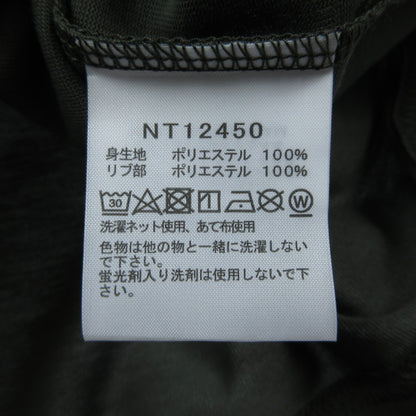 NT12450
身生地 ポリエステル 100%
リブ部 ポリエステル 100%
30 W
洗濯ネット使用、あて布使用
色物は他の物と一緒に洗濯しない
で下さい。
蛍光剤入り洗剤は使用しないで下
さい。